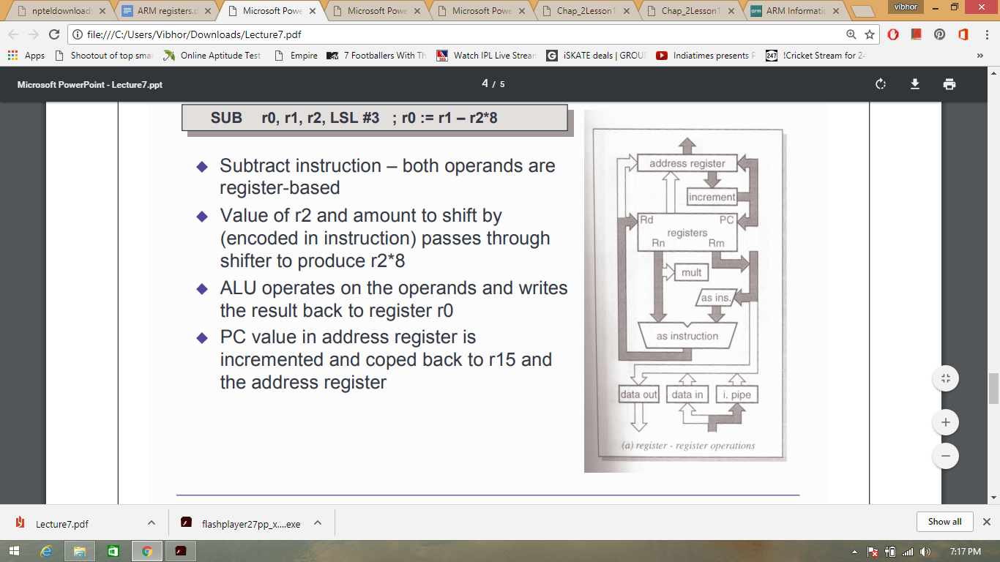 npteldownload
ARM registers.d
Microsoft Powe
Microsoft Powe
Microsoft Powe
Chap_2Lesson1
Chap_2Lesson1
arm ARM Informatic
vibhor
file:///C:/Users/Vibhor/Downloads/Lecture7.pdf
Apps
Shootout of top smar
Online Aptitude Test
Empire
7 Footballers With Th
Watch IPL Live Stream
iSKATE deals | GROUP
Indiatimes presents P
247 !Cricket Stream for 24
»
Microsoft PowerPoint - Lecture7.ppt
4 / 5
SUB r0, r1, r2, LSL #3 ; r0 := r1 – r2*8
Subtract instruction – both operands are
register-based
Value of r2 and amount to shift by
(encoded in instruction) passes through
shifter to produce r2*8
ALU operates on the operands and writes
the result back to register r0
PC value in address register is
incremented and coped back to r15 and
the address register
address register
increment
Rd PC
registers
Rn Rm
mult
as ins.
as instruction
data out data in i. pipe
(a) register - register operations
Lecture7.pdf
flashplayer27pp_x....exe
Show all
7:17 PM